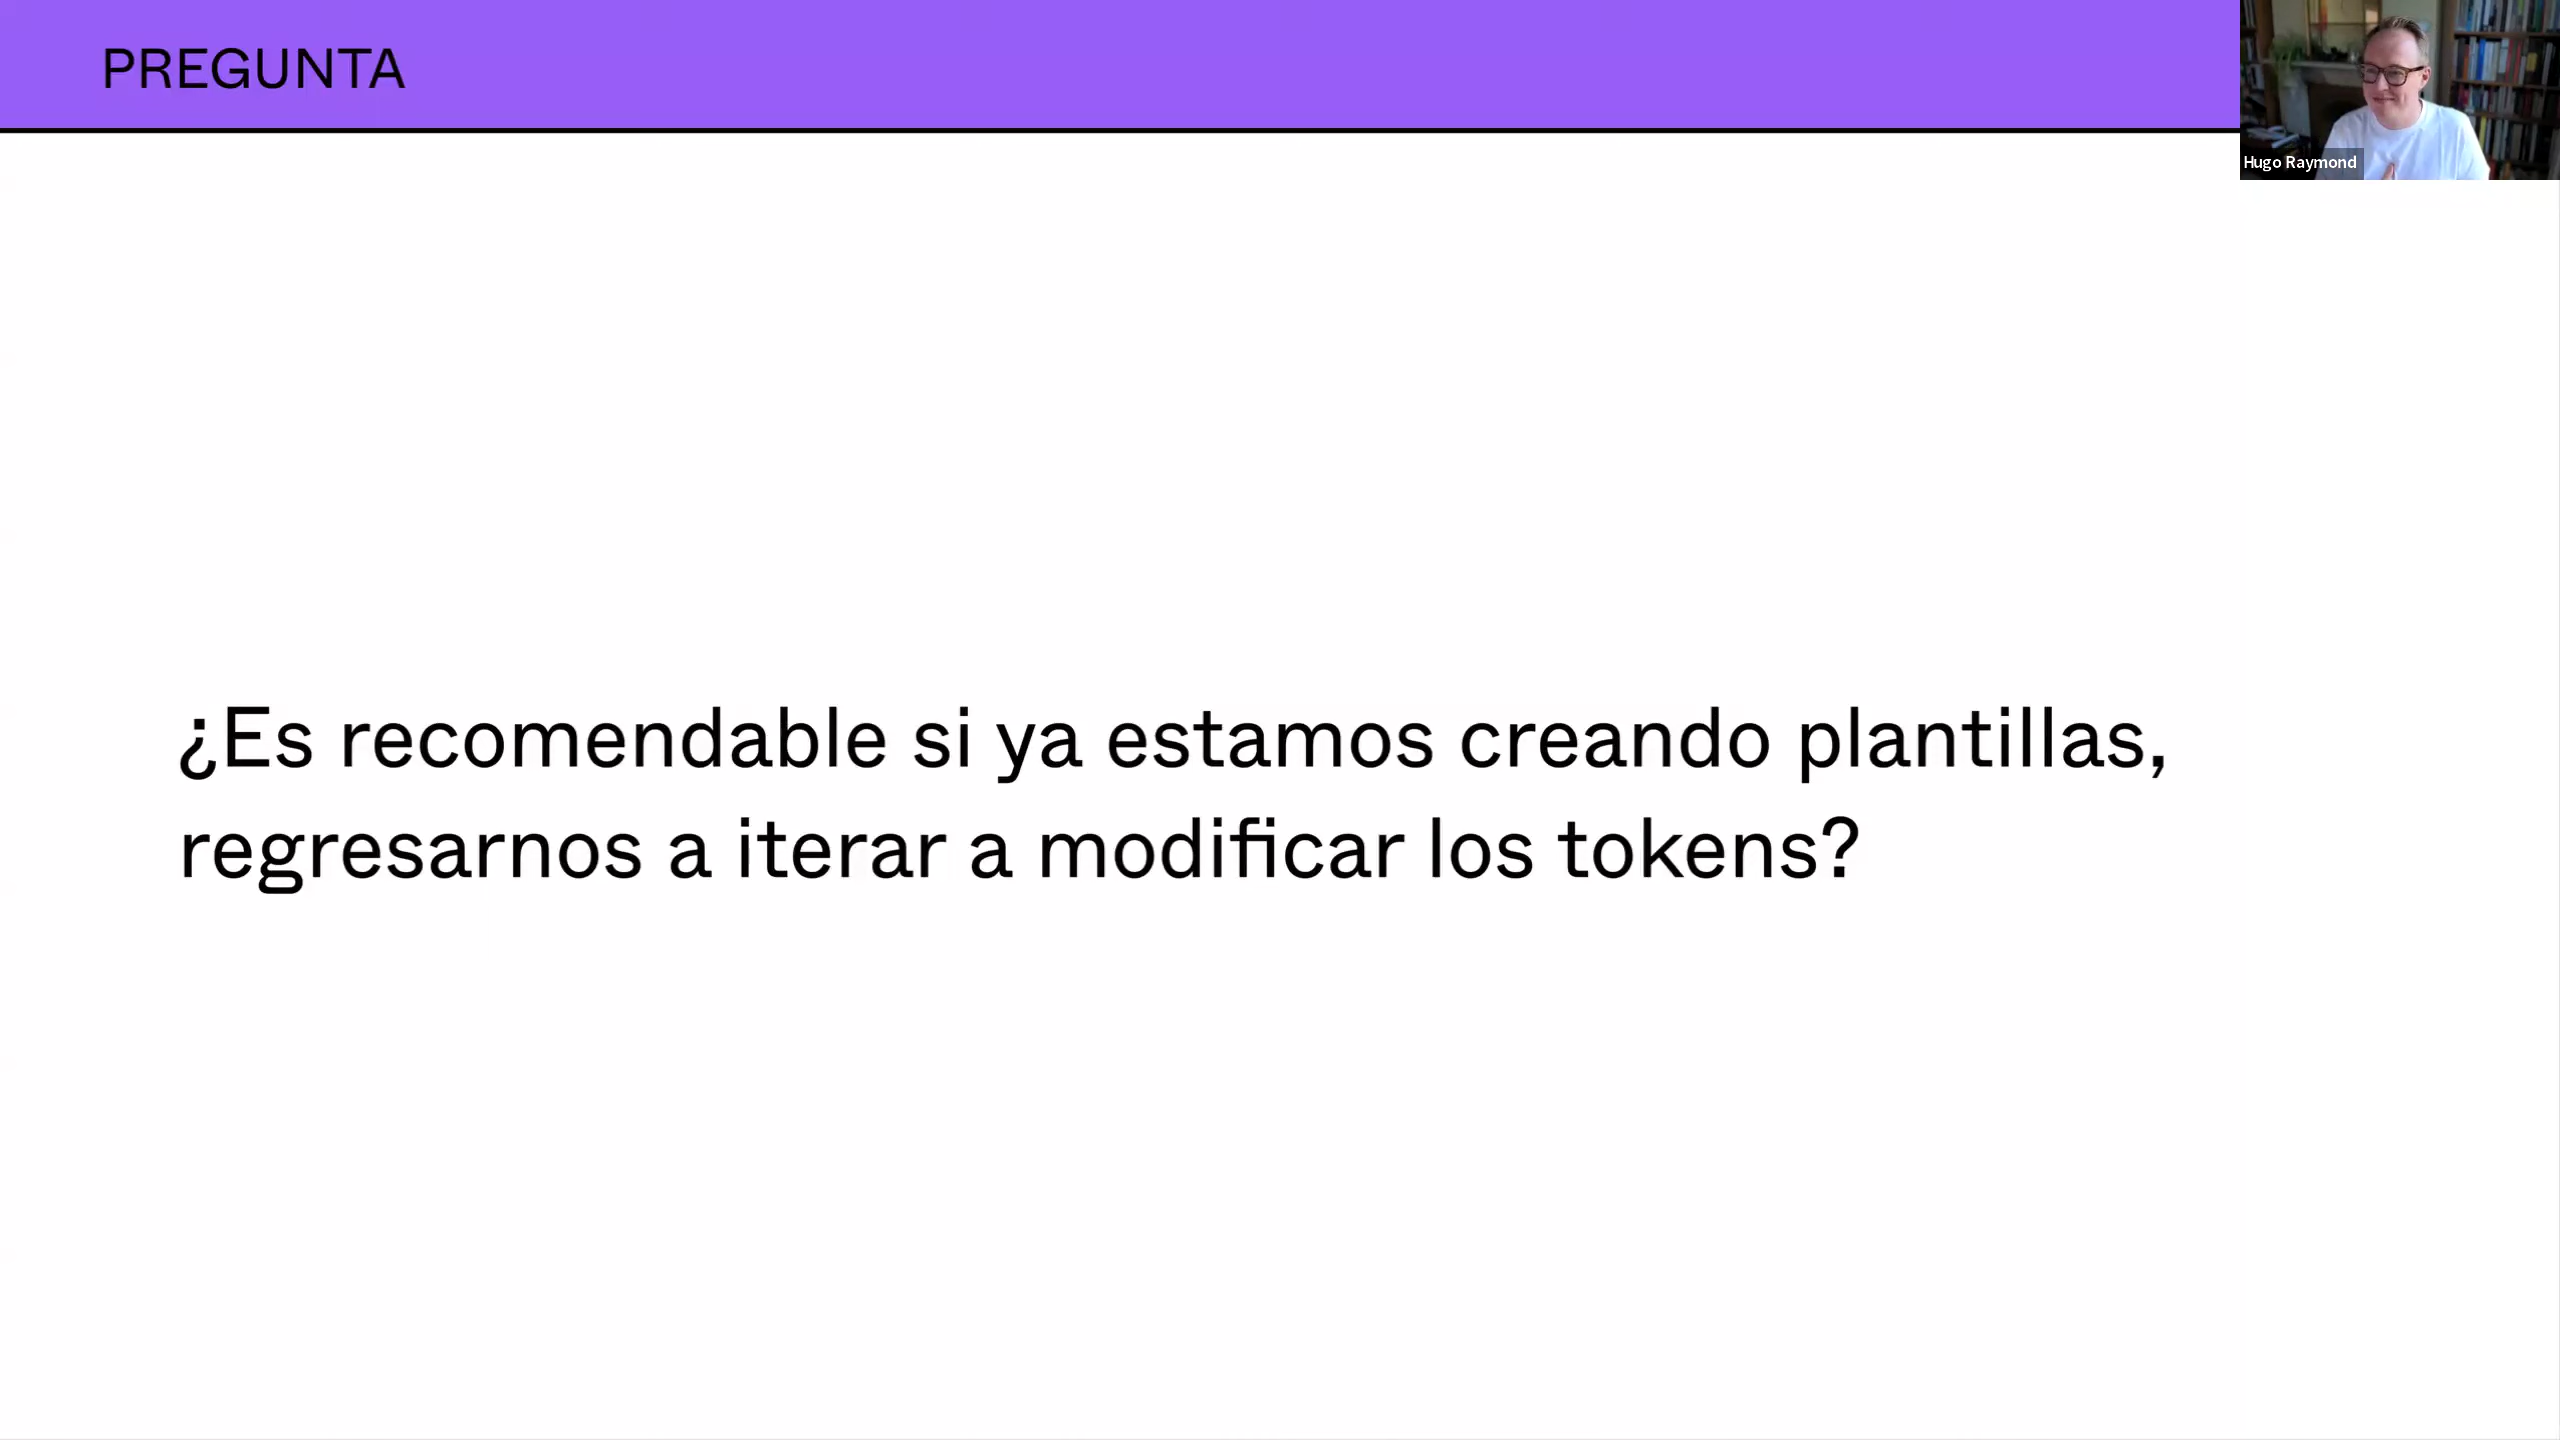 PREGUNTA
Hugo Raymond
¿Es recomendable si ya estamos creando plantillas,
regresarnos a iterar a modificar los tokens?